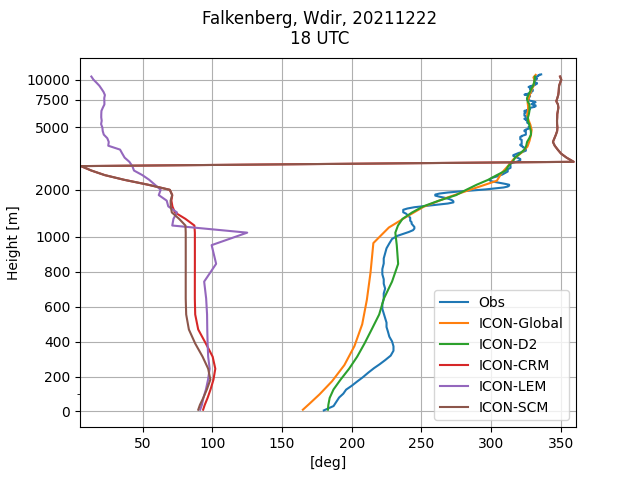 Falkenberg, Wdir, 20211222
18 UTC
Height [m]
10000
7500
5000
2000
1000
800
600
400
200
0
50
100
150
200
250
300
350
[deg]
Obs
ICON-Global
ICON-D2
ICON-CRM
ICON-LEM
ICON-SCM